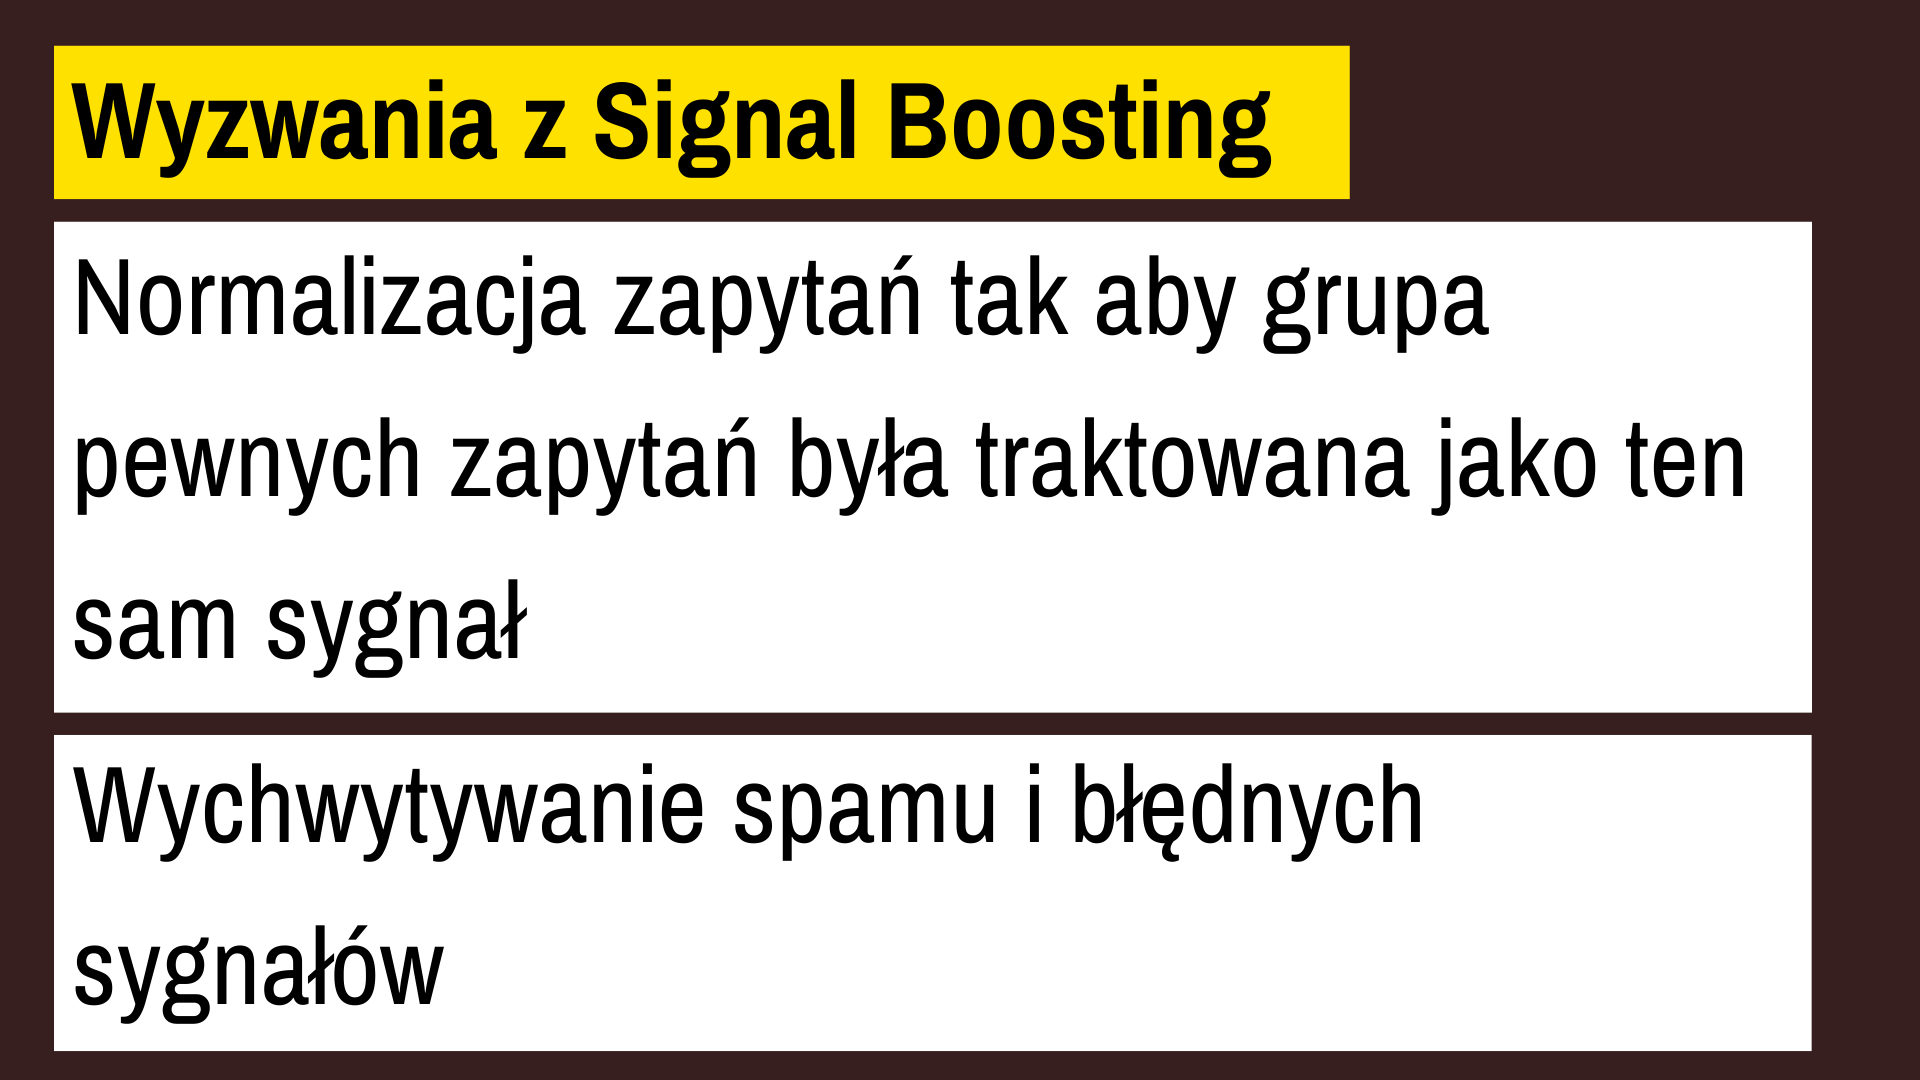 Wyzwania z Signal Boosting
Normalizacja zapytań tak aby grupa
pewnych zapytań była traktowana jako ten
sam sygnał
Wychwytywanie spamu i błędnych
sygnałów